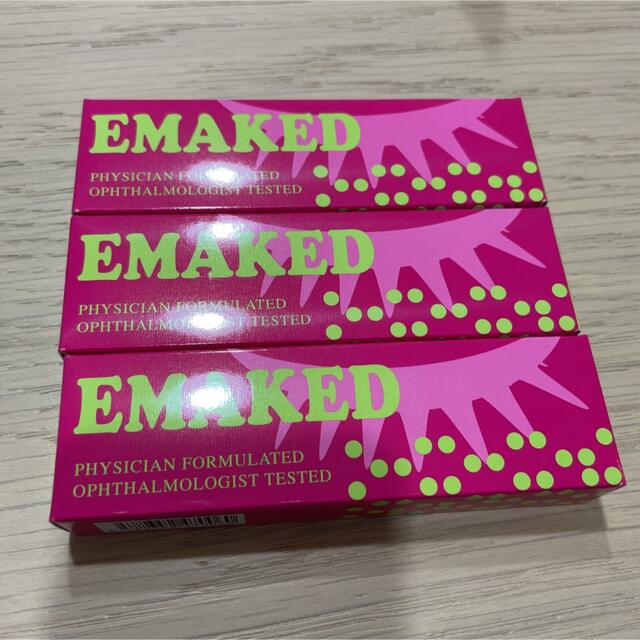 EMAKED
PHYSICIAN FORMULATED
OPHTHALMOLOGIST TESTED
EMAKED
PHYSICIAN FORMULATED
OPHTHALMOLOGIST TESTED
EMAKED
PHYSICIAN FORMULATED
OPHTHALMOLOGIST TESTED